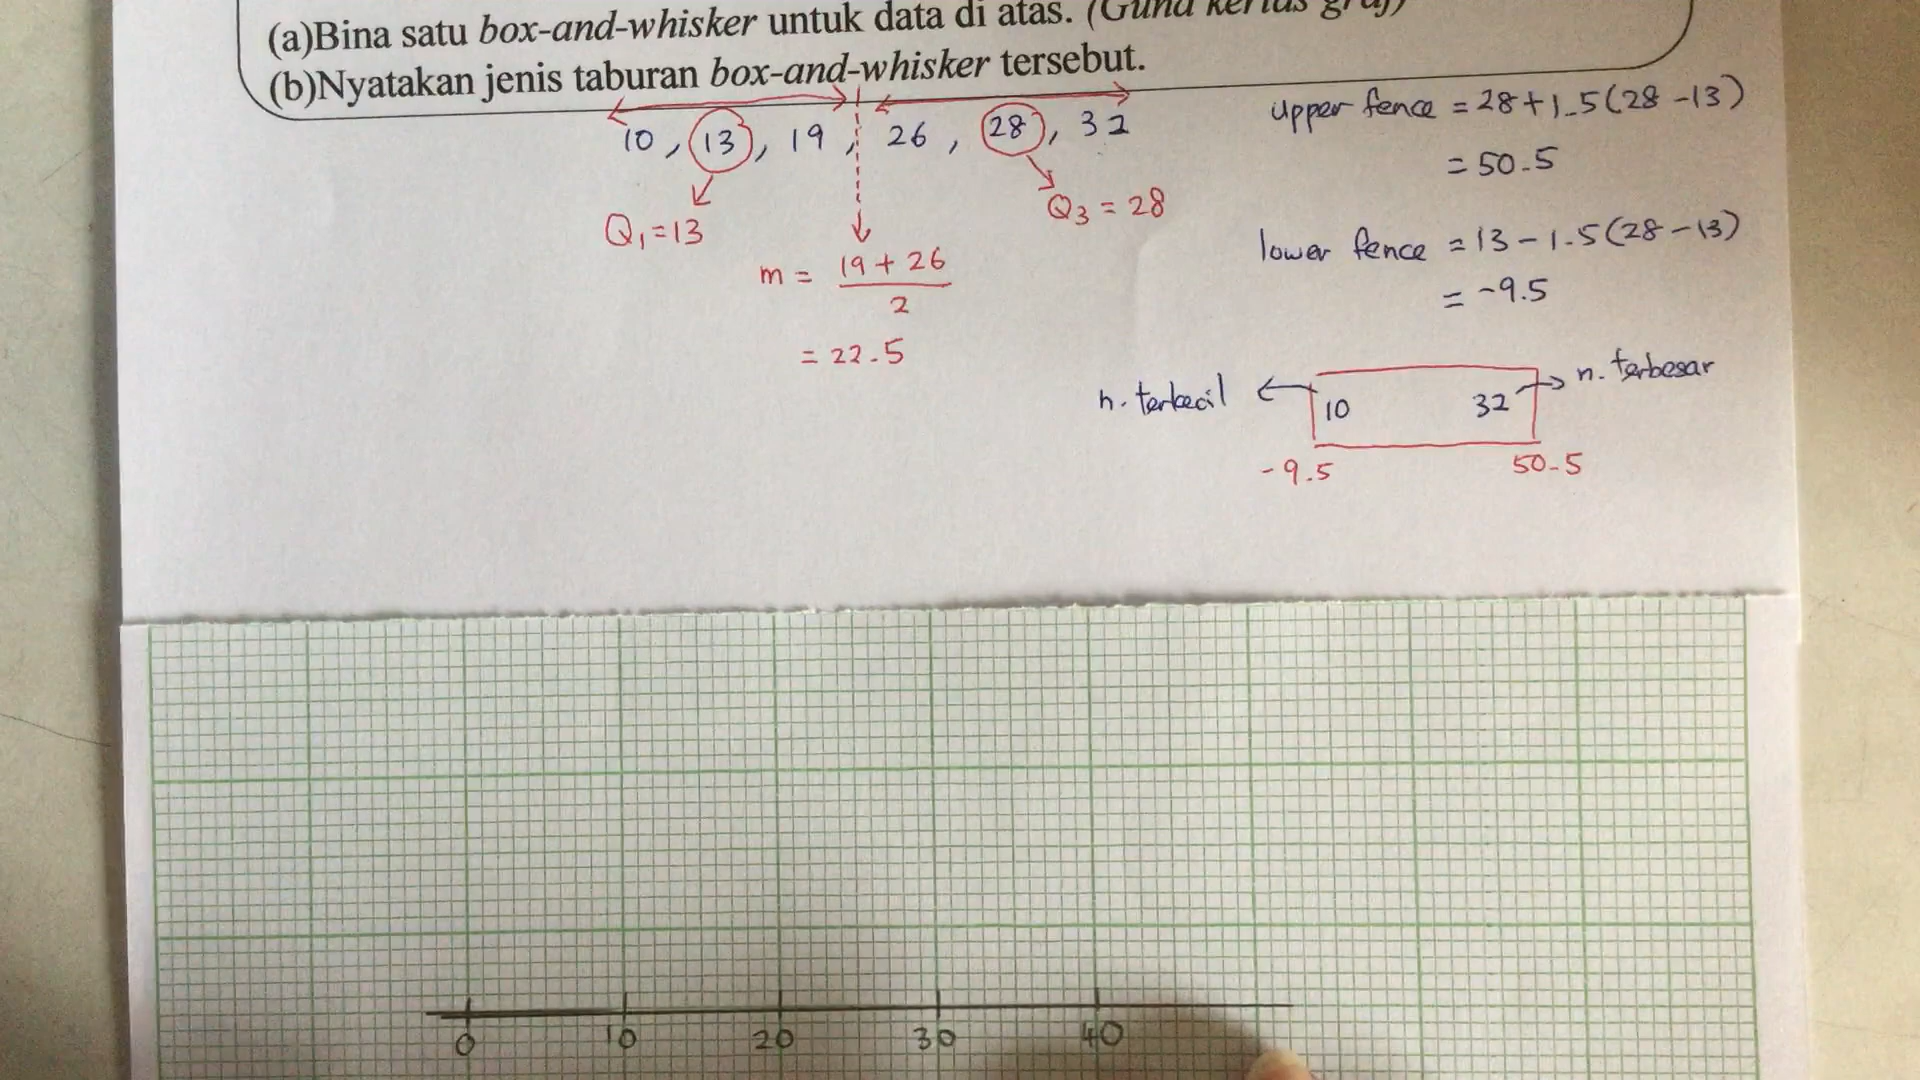 (a)Bina satu box-and-whisker untuk data di atas. (Guna kertas graf)
(b)Nyatakan jenis taburan box-and-whisker tersebut.
10, 13, 19, 26, 28, 32
Q1 = 13
Q3 = 28
m = 19 + 26
2
= 22.5
upper fence = 28 + 1.5(28 - 13)
= 50.5
lower fence = 13 - 1.5(28 - 13)
= -9.5
n. terkecil
10 32
n. terbesar
-9.5 50.5
0 10 20 30 40